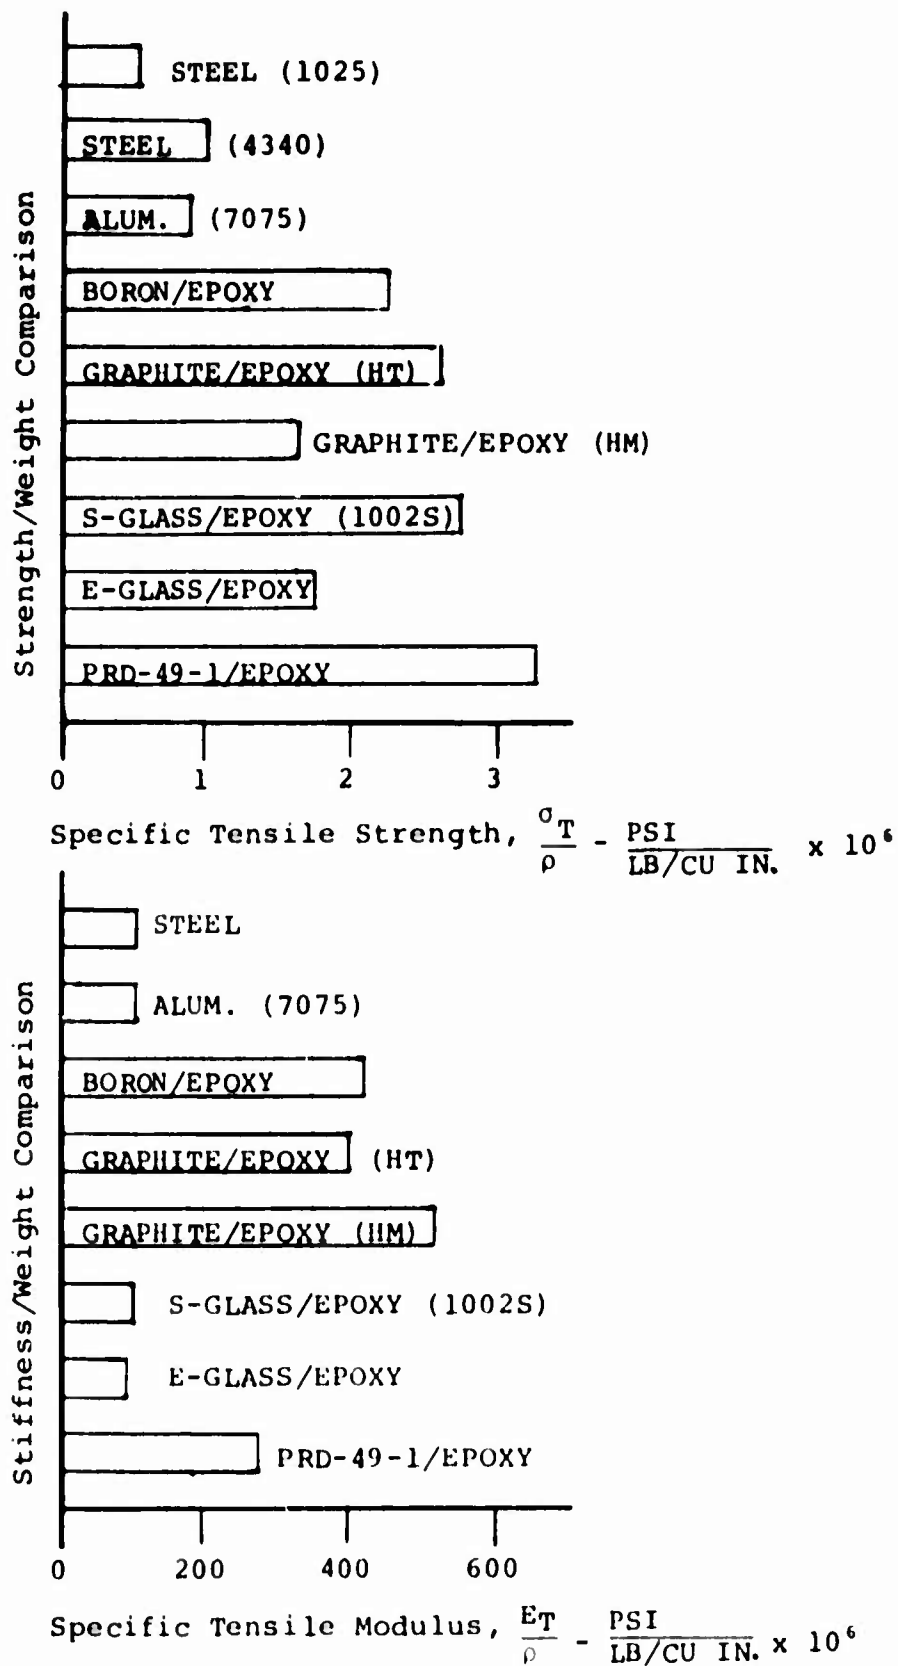 Strength/Weight Comparison
STEEL (1025)
STEEL (4340)
ALUM. (7075)
BORON/EPOXY
GRAPHITE/EPOXY (HT)
GRAPHITE/EPOXY (HM)
S-GLASS/EPOXY (1002S)
E-GLASS/EPOXY
PRD-49-1/EPOXY
0 1 2 3
Specific Tensile Strength, σT/ρ - PSI/LB/CU IN. x 10⁶
Stiffness/Weight Comparison
STEEL
ALUM. (7075)
BORON/EPOXY
GRAPHITE/EPOXY (HT)
GRAPHITE/EPOXY (HM)
S-GLASS/EPOXY (1002S)
E-GLASS/EPOXY
PRD-49-1/EPOXY
0 200 400 600
Specific Tensile Modulus, ET/ρ - PSI/LB/CU IN. x 10⁶